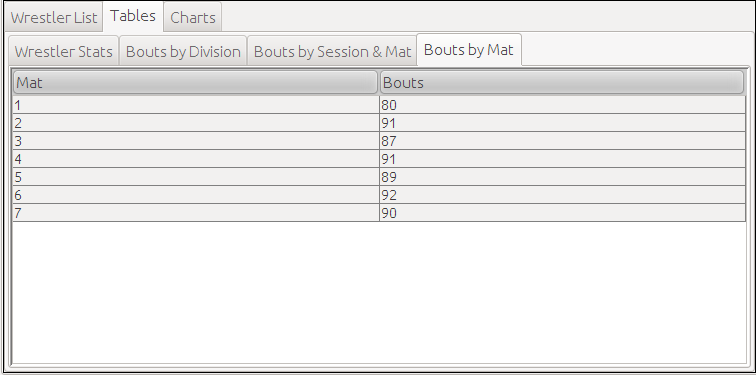 Wrestler List Tables Charts
Wrestler Stats Bouts by Division Bouts by Session & Mat Bouts by Mat
Mat Bouts
1 80
2 91
3 87
4 91
5 89
6 92
7 90